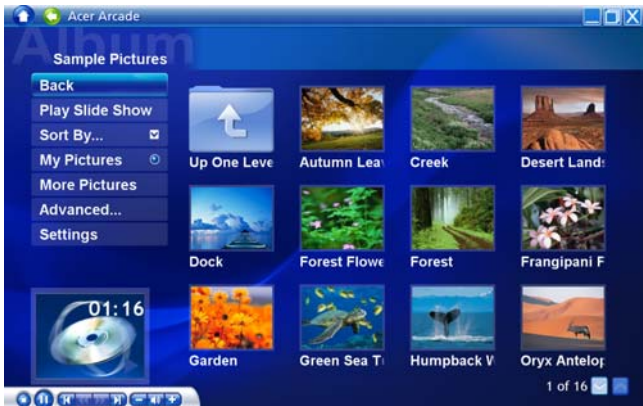 Acer Arcade
Album
Sample Pictures
Back
Play Slide Show
Sort By...
My Pictures
More Pictures
Advanced...
Settings
Up One Leve
Autumn Lea
Creek
Desert Lands
Dock
Forest Flowe
Forest
Frangipani F
Garden
Green Sea T
Humpback W
Oryx Antelop
01:16
1 of 16